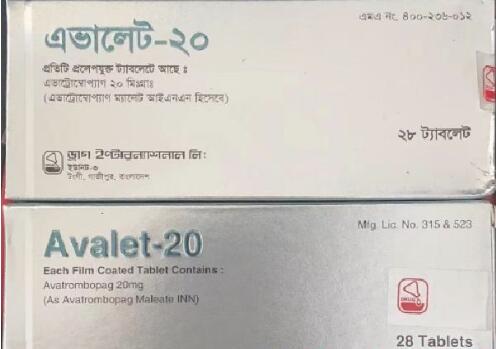 এভালেট-২০
এমএ নং ৪০০-২৩৬-০১২
প্রতিটি প্রলেপযুক্ত ট্যাবলেটে আছে :
এভাট্রোম্বোপ্যাগ ২০ মিঃগ্রাঃ
(এভাট্রোম্বোপ্যাগ ম্যালেট আইএনএন হিসেবে)
২৮ ট্যাবলেট
ড্রাগ ইন্টারন্যাশনাল লি:
ইউনিট-৩
টংগী, গাজীপুর, বাংলাদেশ
Avalet-20
Mfg. Lic. No. 315 & 523
Each Film Coated Tablet Contains :
Avatrombopag 20mg
(As Avatrombopag Maleate INN)
28 Tablets